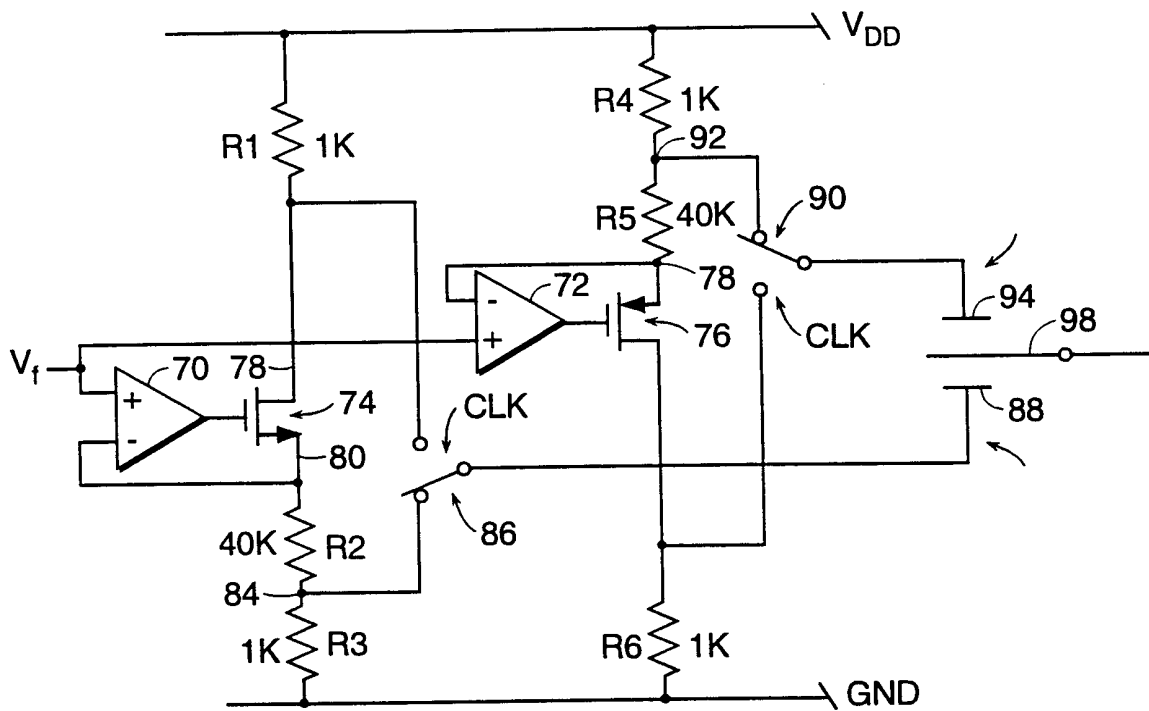 V_DD
R4 1K
R1 1K
92
R5 40K
90
72
78
94
-
+
76
CLK
98
V_f
70
78
+
-
74
CLK
88
80
86
40K R2
84
1K R3
R6 1K
GND